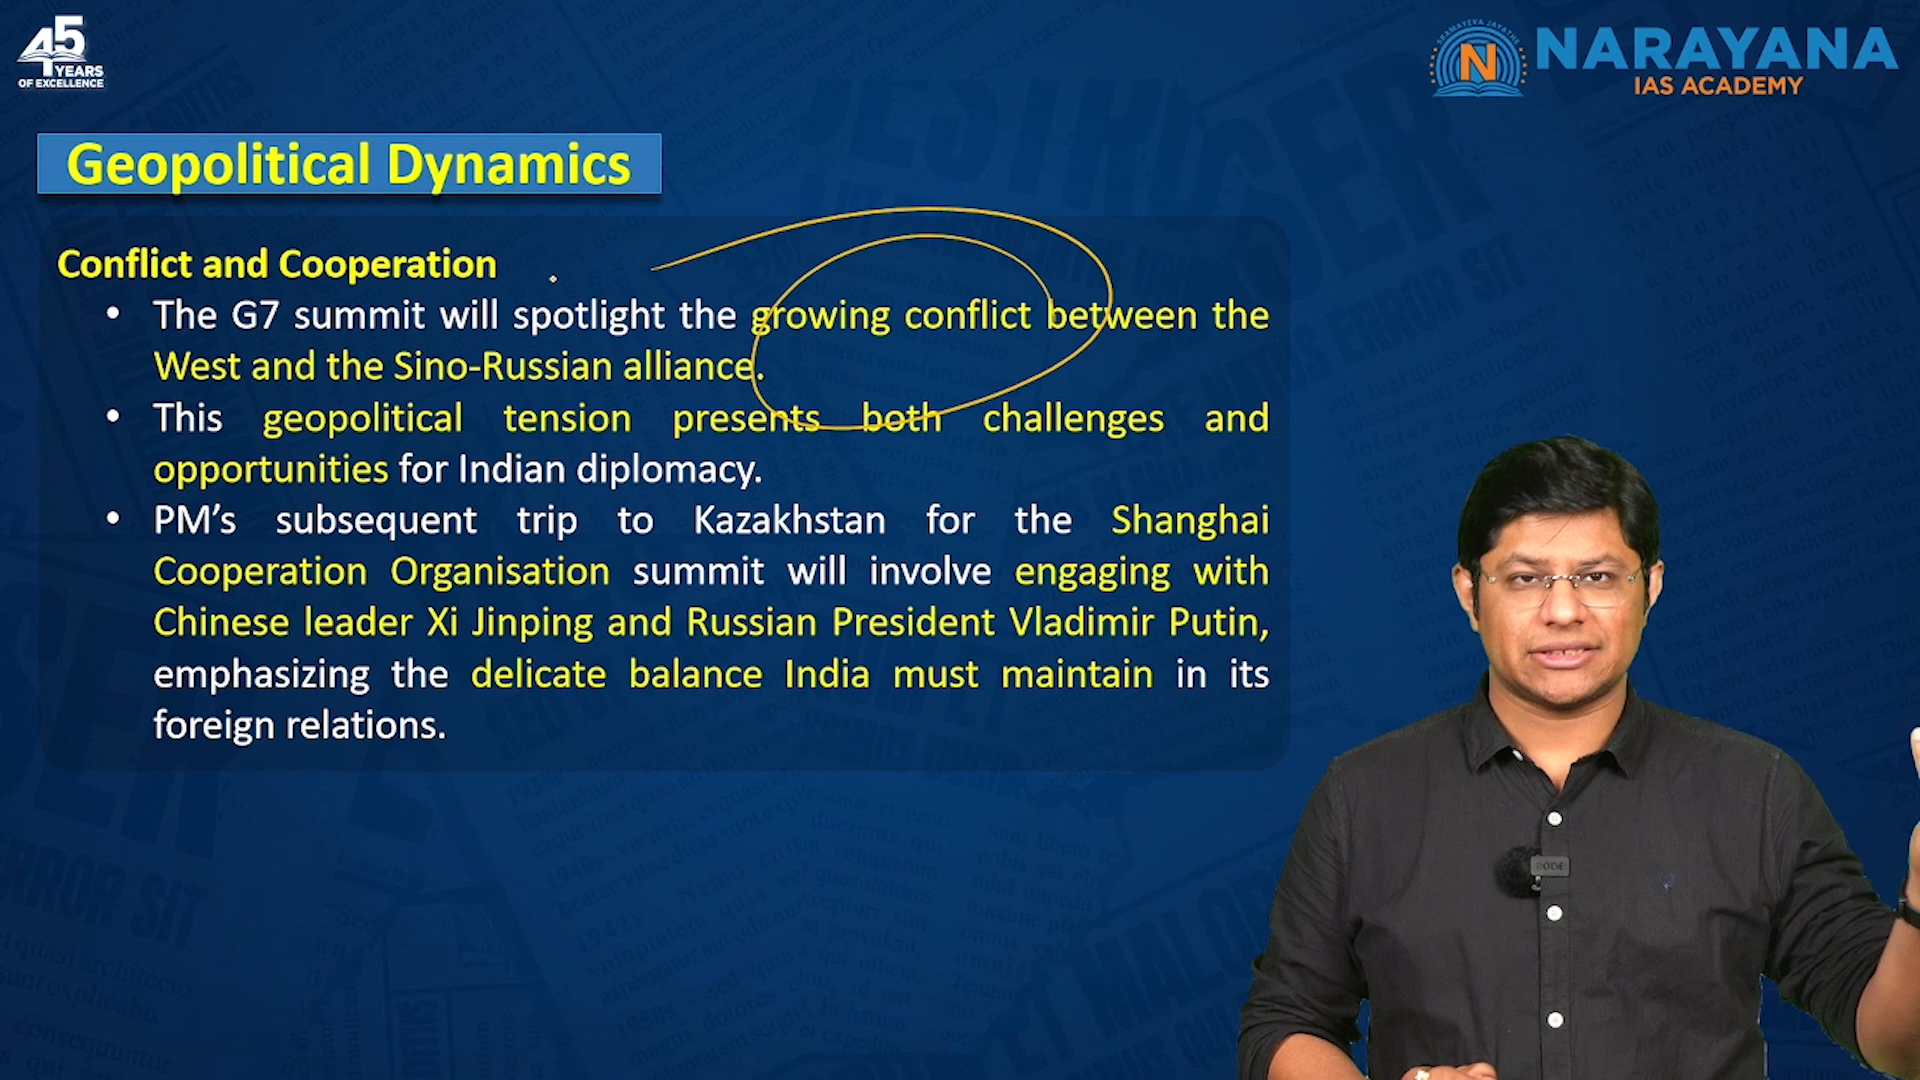 45
YEARS
OF EXCELLENCE
SRAMAYEVA JAYATHE
N
NARAYANA
IAS ACADEMY
Geopolitical Dynamics
Conflict and Cooperation
• The G7 summit will spotlight the growing conflict between the
West and the Sino-Russian alliance.
• This geopolitical tension presents both challenges and
opportunities for Indian diplomacy.
• PM’s subsequent trip to Kazakhstan for the Shanghai
Cooperation Organisation summit will involve engaging with
Chinese leader Xi Jinping and Russian President Vladimir Putin,
emphasizing the delicate balance India must maintain in its
foreign relations.
RODE